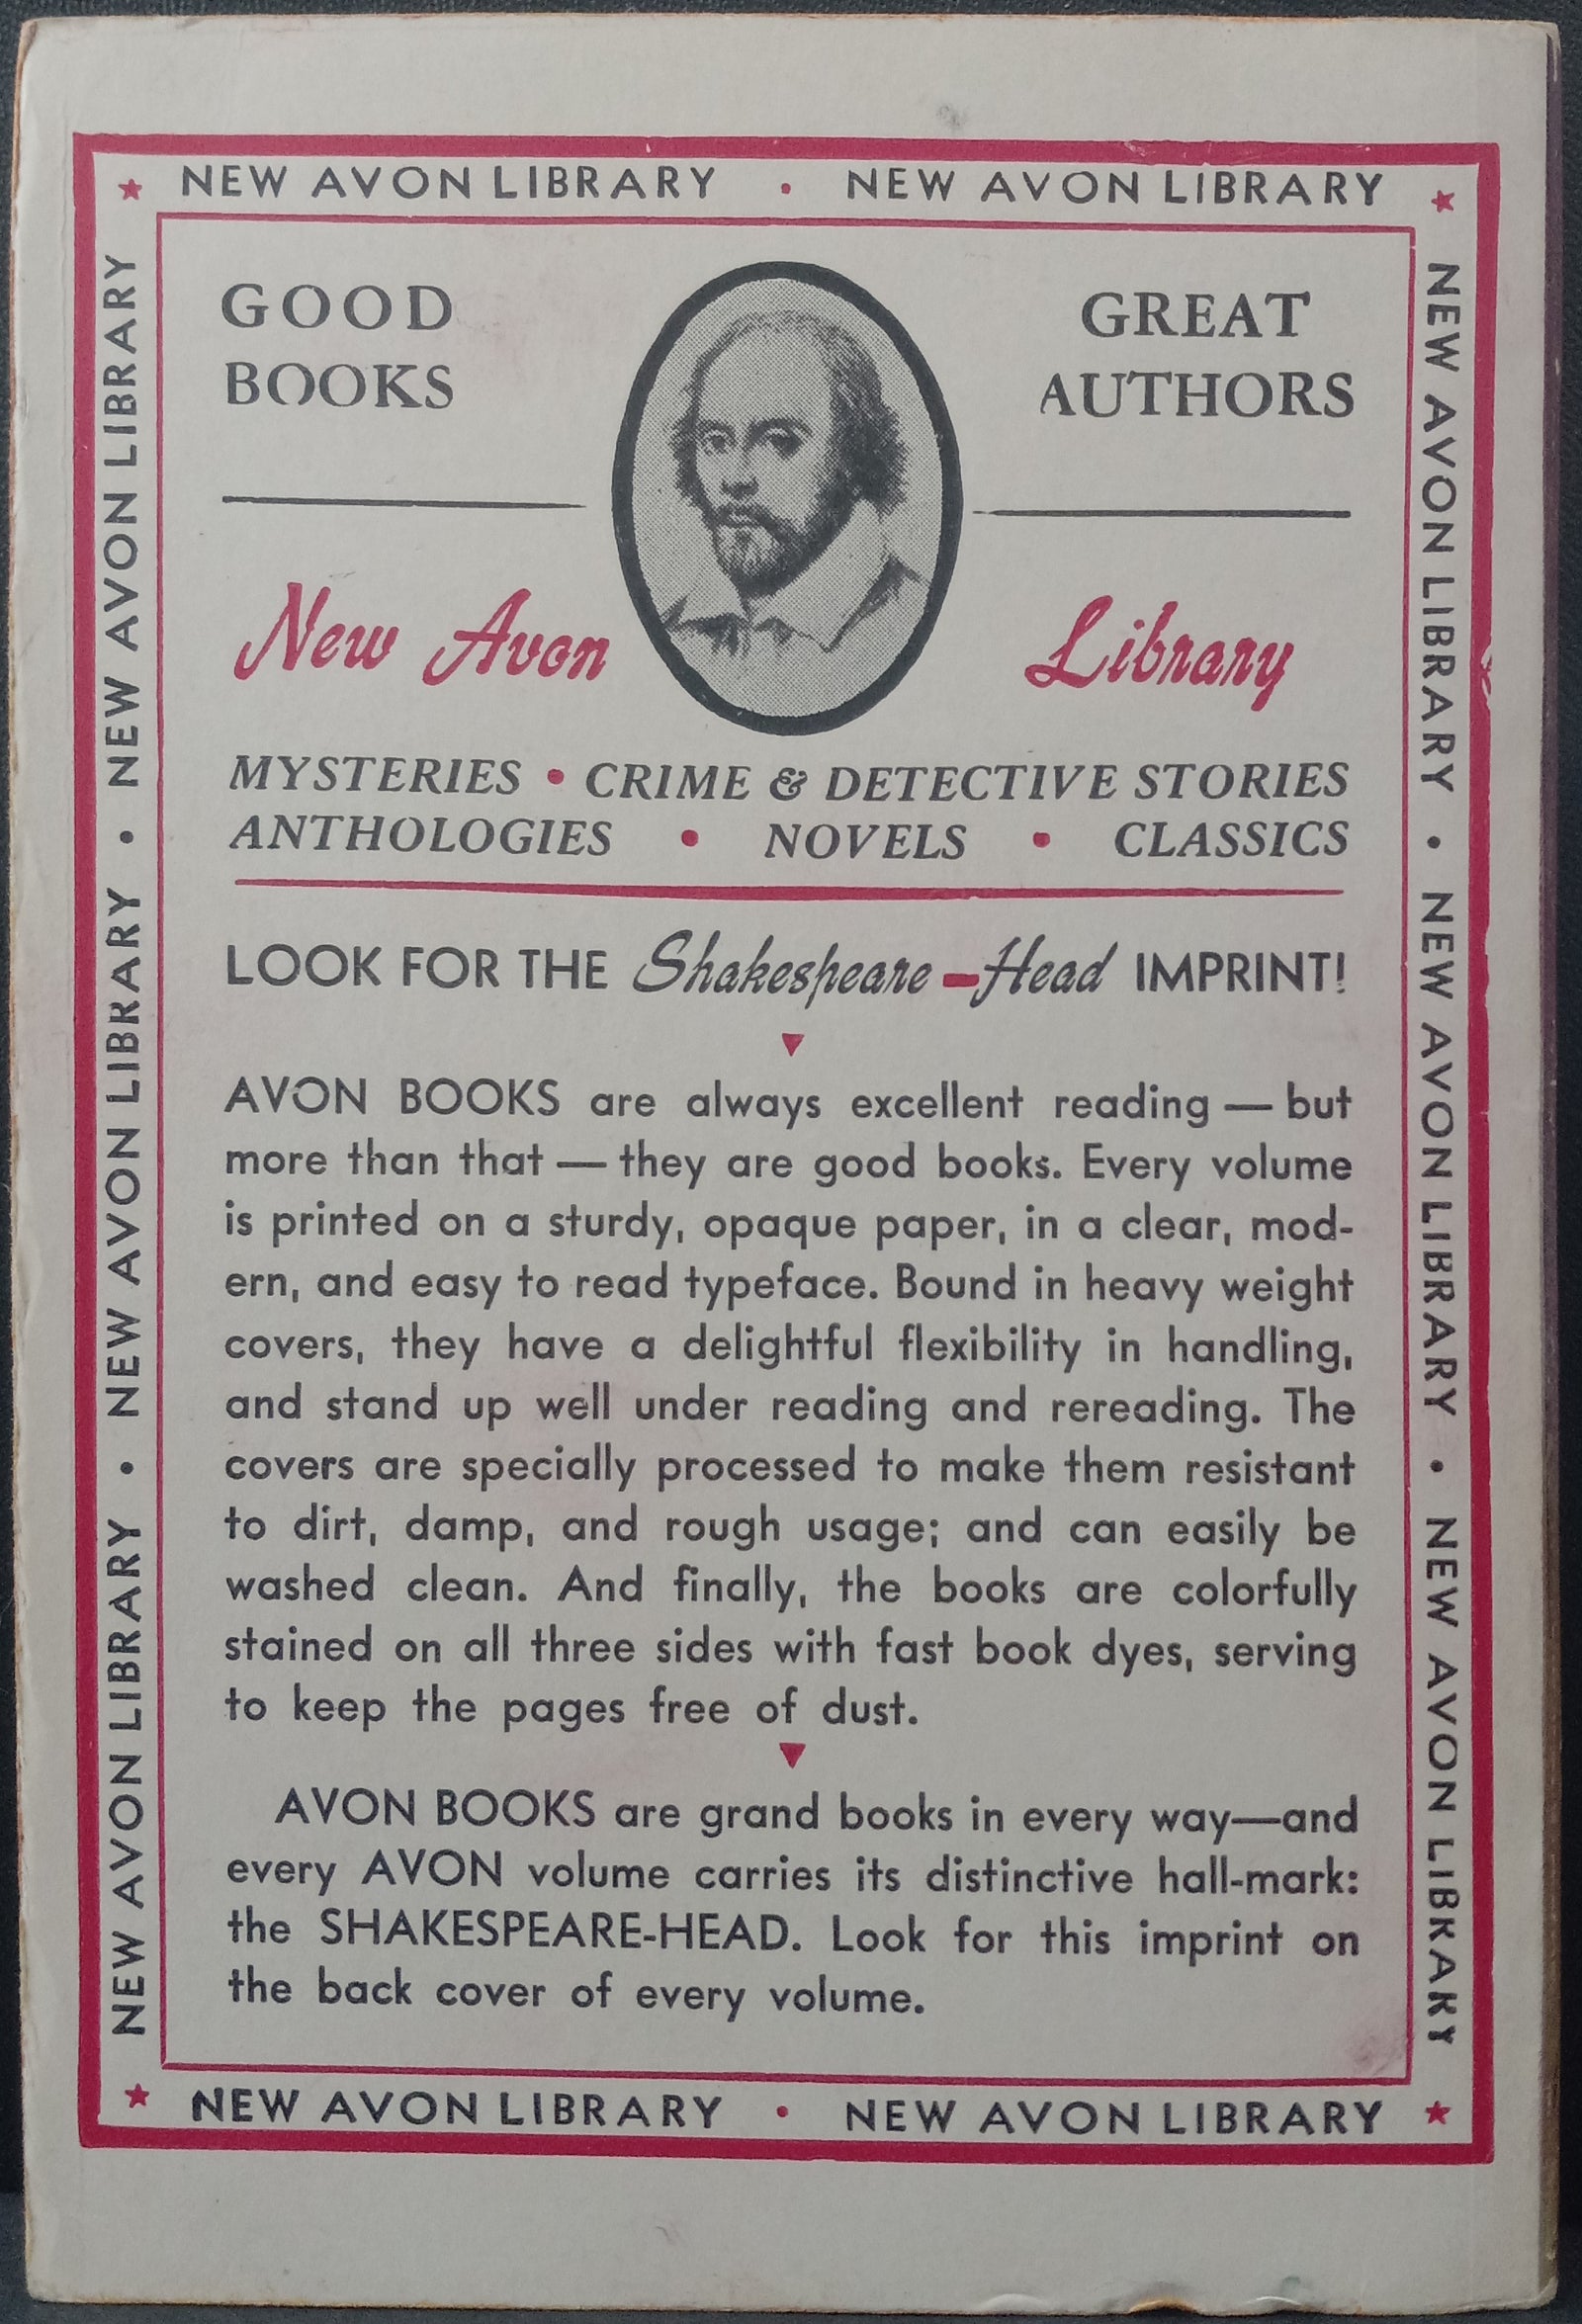 NEW AVON LIBRARY • NEW AVON LIBRARY
NEW AVON LIBRARY • NEW AVON LIBRARY • NEW AVON LIBRARY
NEW AVON LIBRARY • NEW AVON LIBRARY • NEW AVON LIBRARY
GOOD
BOOKS
GREAT
AUTHORS
New Avon Library
MYSTERIES • CRIME & DETECTIVE STORIES
ANTHOLOGIES • NOVELS • CLASSICS
LOOK FOR THE Shakespeare-Head IMPRINT!
AVON BOOKS are always excellent reading — but
more than that — they are good books. Every volume
is printed on a sturdy, opaque paper, in a clear, mod-
ern, and easy to read typeface. Bound in heavy weight
covers, they have a delightful flexibility in handling,
and stand up well under reading and rereading. The
covers are specially processed to make them resistant
to dirt, damp, and rough usage; and can easily be
washed clean. And finally, the books are colorfully
stained on all three sides with fast book dyes, serving
to keep the pages free of dust.
AVON BOOKS are grand books in every way—and
every AVON volume carries its distinctive hall-mark:
the SHAKESPEARE-HEAD. Look for this imprint on
the back cover of every volume.
NEW AVON LIBRARY • NEW AVON LIBRARY